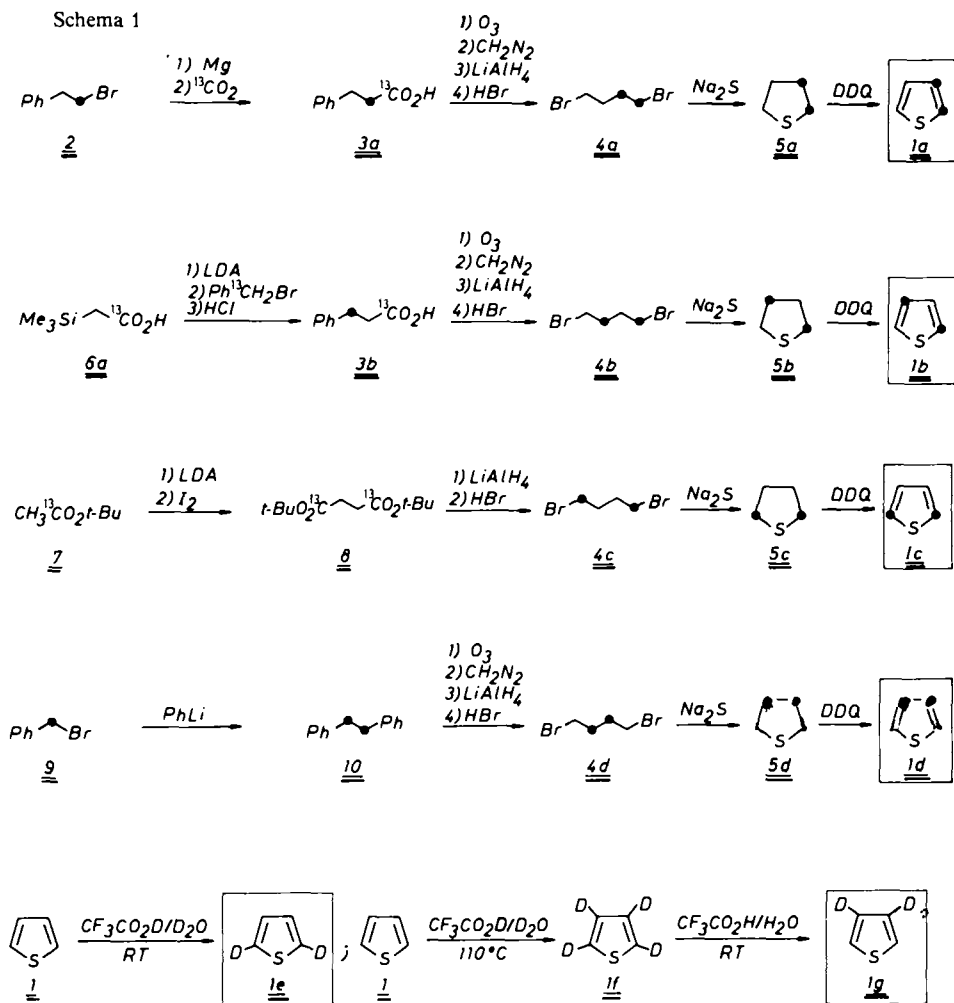 Schema 1
Ph Br
1) Mg
2) ¹³CO₂
Ph ¹³CO₂H
1) O₃
2) CH₂N₂
3) LiAlH₄
4) HBr
Br Br
Na₂S
S
DDQ
S
2 3a 4a 5a 1a
Me₃Si ¹³CO₂H
1) LDA
2) Ph¹³CH₂Br
3) HCl
Ph ¹³CO₂H
1) O₃
2) CH₂N₂
3) LiAlH₄
4) HBr
Br Br
Na₂S
S
DDQ
S
6a 3b 4b 5b 1b
CH₃¹³CO₂t-Bu
1) LDA
2) I₂
t-BuO₂¹³C ¹³CO₂t-Bu
1) LiAlH₄
2) HBr
Br Br
Na₂S
S
DDQ
S
7 8 4c 5c 1c
Ph Br
PhLi
Ph Ph
1) O₃
2) CH₂N₂
3) LiAlH₄
4) HBr
Br Br
Na₂S
S
DDQ
S
9 10 4d 5d 1d
S
CF₃CO₂D/D₂O
RT
D S D
;
S
CF₃CO₂D/D₂O
110°C
D D
D S D
CF₃CO₂H/H₂O
RT
D D
S
1 1e 1 1f 1g